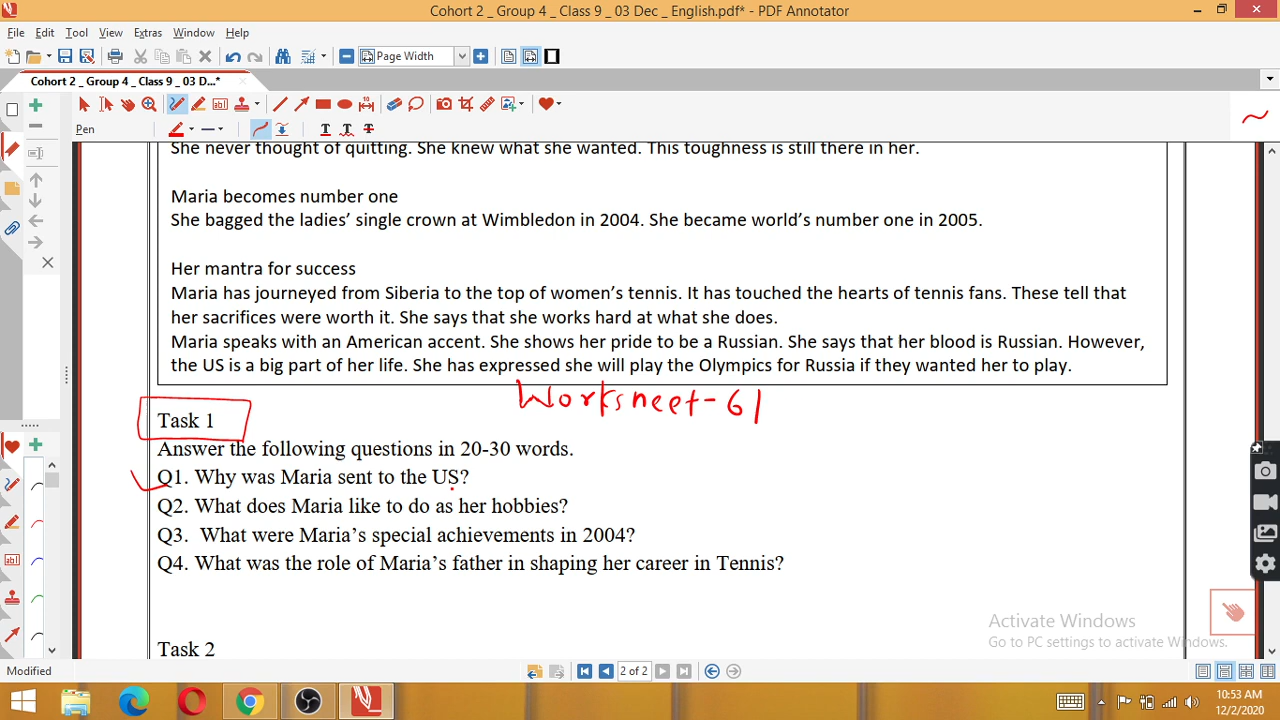 Cohort 2 _ Group 4 _ Class 9 _ 03 Dec _ English.pdf* - PDF Annotator
File Edit Tool View Extras Window Help
Page Width
Cohort 2 _ Group 4 _ Class 9 _ 03 D...*
Pen
She never thought of quitting. She knew what she wanted. This toughness is still there in her.
Maria becomes number one
She bagged the ladies’ single crown at Wimbledon in 2004. She became world’s number one in 2005.
Her mantra for success
Maria has journeyed from Siberia to the top of women’s tennis. It has touched the hearts of tennis fans. These tell that
her sacrifices were worth it. She says that she works hard at what she does.
Maria speaks with an American accent. She shows her pride to be a Russian. She says that her blood is Russian. However,
the US is a big part of her life. She has expressed she will play the Olympics for Russia if they wanted her to play.
Worksheet-61
Task 1
Answer the following questions in 20-30 words.
Q1. Why was Maria sent to the US?
Q2. What does Maria like to do as her hobbies?
Q3. What were Maria’s special achievements in 2004?
Q4. What was the role of Maria’s father in shaping her career in Tennis?
Task 2
Activate Windows
Go to PC settings to activate Windows.
Modified
2 of 2
10:53 AM
12/2/2020